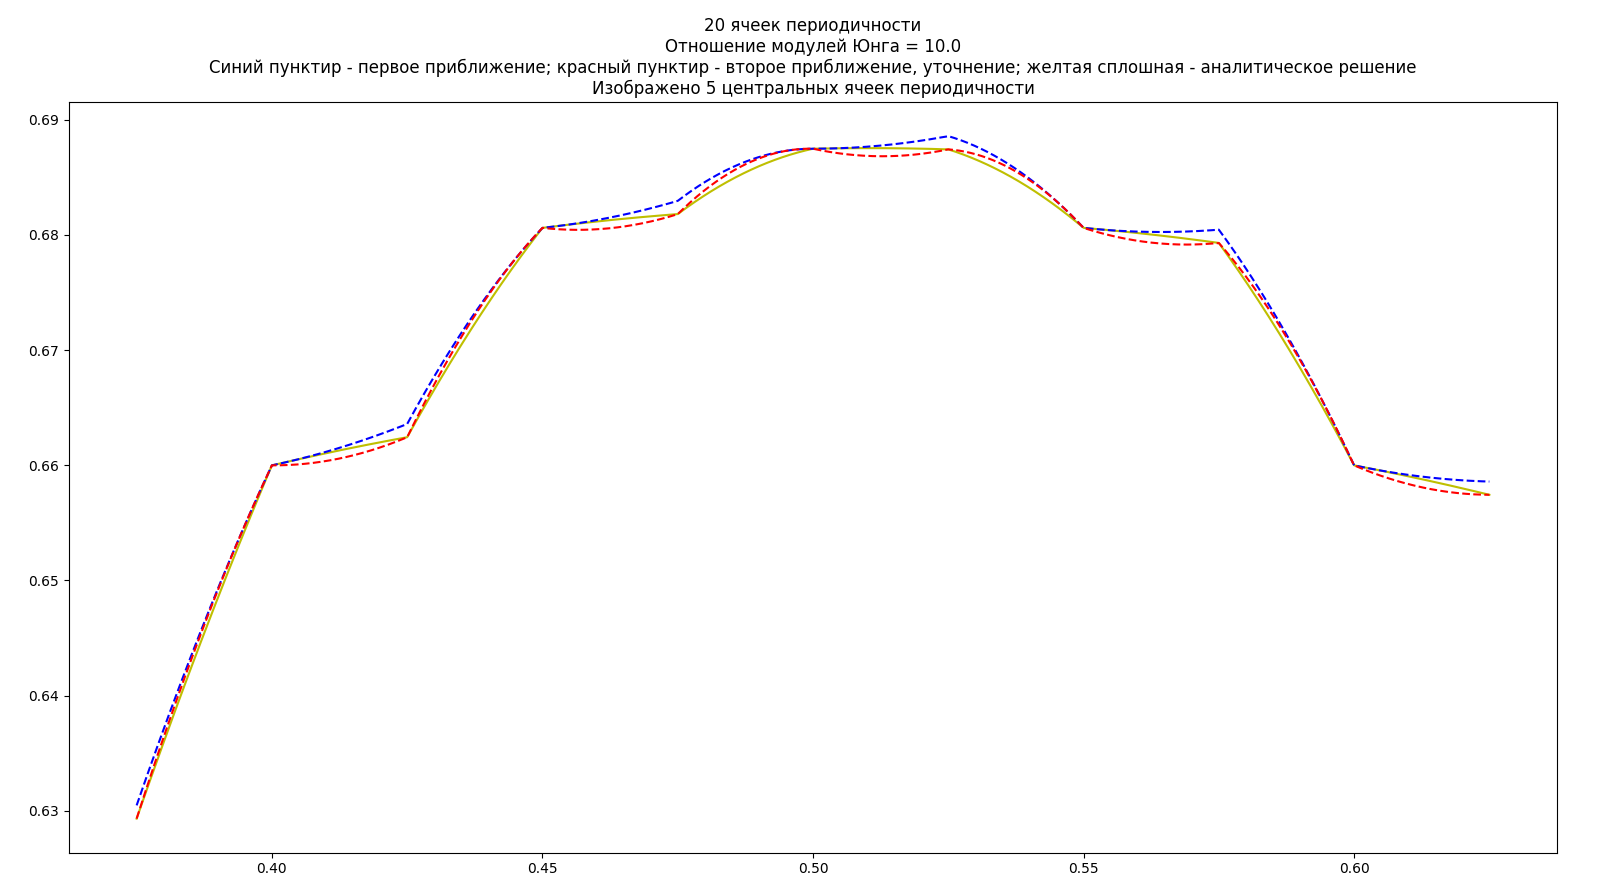 20 ячеек периодичности
Отношение модулей Юнга = 10.0
Синий пунктир - первое приближение; красный пунктир - второе приближение, уточнение; желтая сплошная - аналитическое решение
Изображено 5 центральных ячеек периодичности
0.69
0.68
0.67
0.66
0.65
0.64
0.63
0.40 0.45 0.50 0.55 0.60